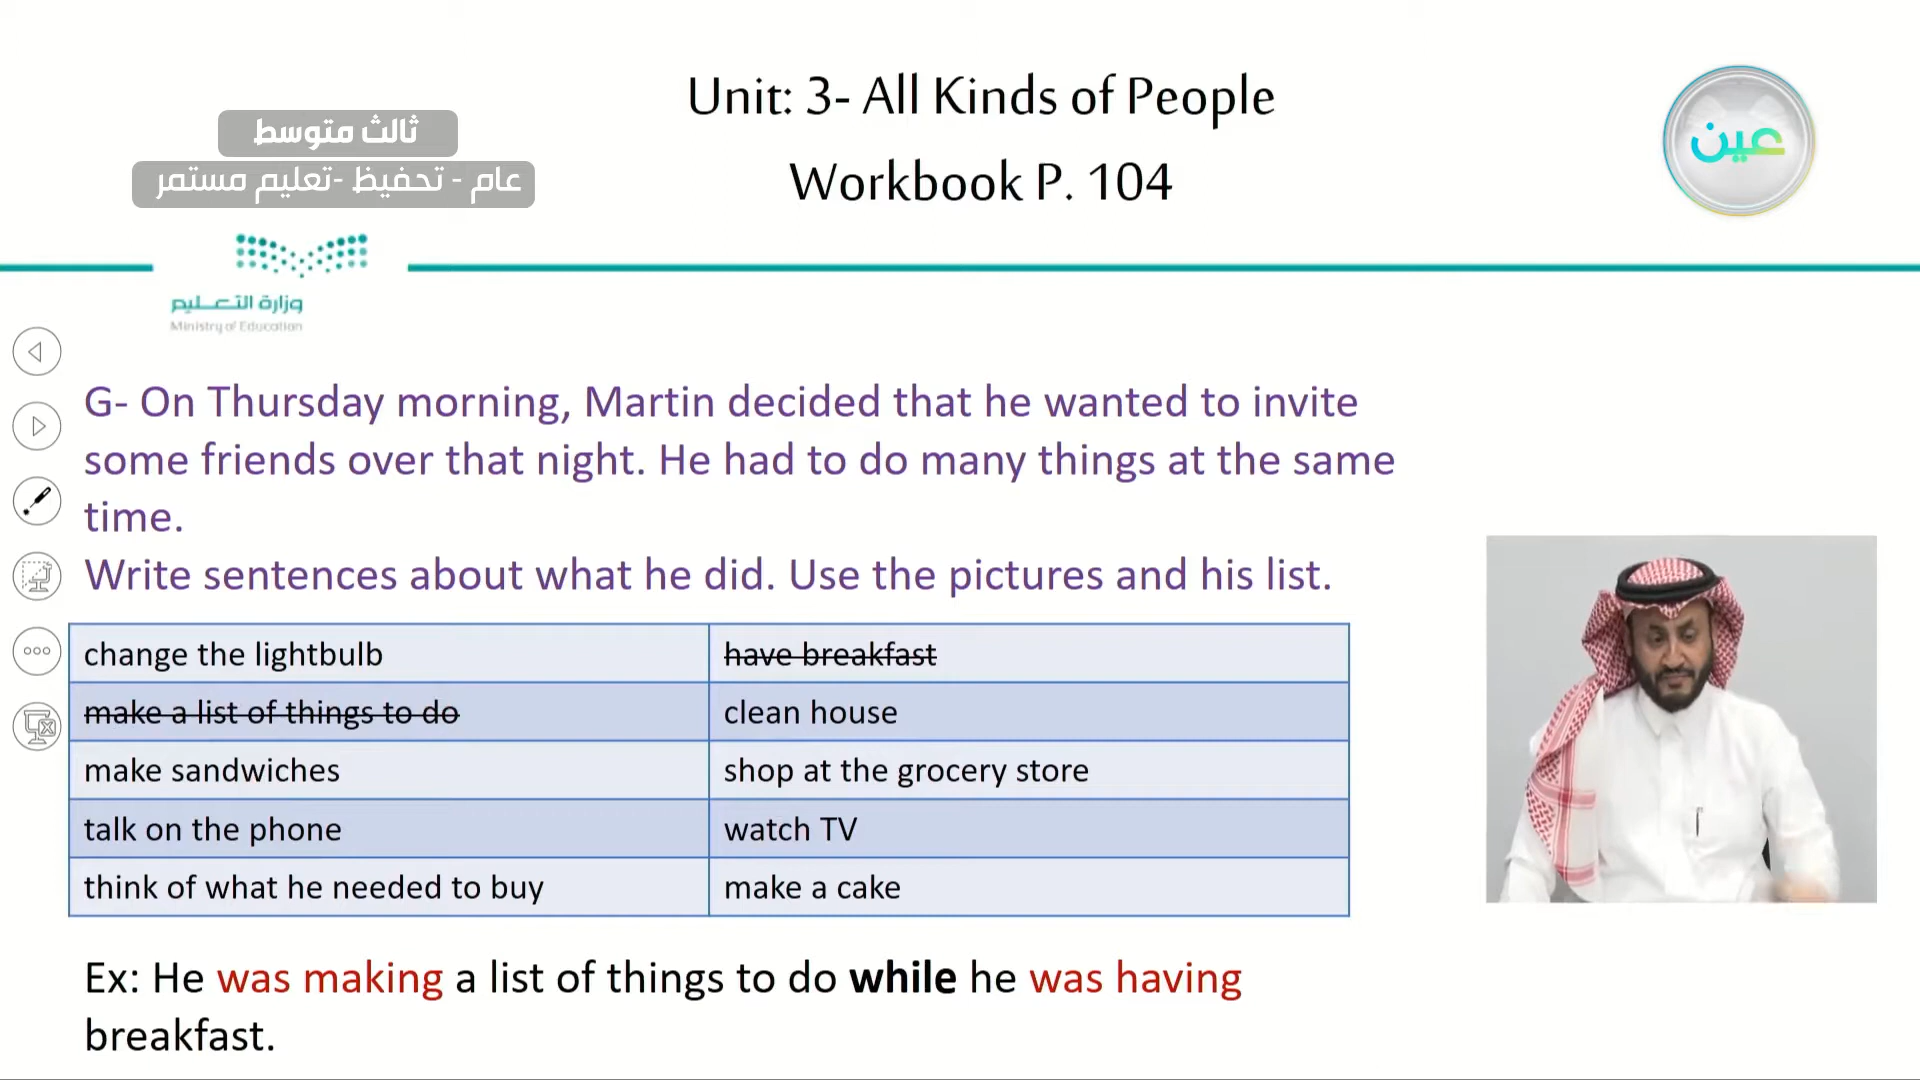 Unit: 3- All Kinds of People
Workbook P. 104
ثالث متوسط
عام - تحفيظ -تعليم مستمر
عين
وزارة التعليم
Ministry of Education
G- On Thursday morning, Martin decided that he wanted to invite
some friends over that night. He had to do many things at the same
time.
Write sentences about what he did. Use the pictures and his list.
change the lightbulb
have breakfast
make a list of things to do
clean house
make sandwiches
shop at the grocery store
talk on the phone
watch TV
think of what he needed to buy
make a cake
Ex: He was making a list of things to do while he was having
breakfast.